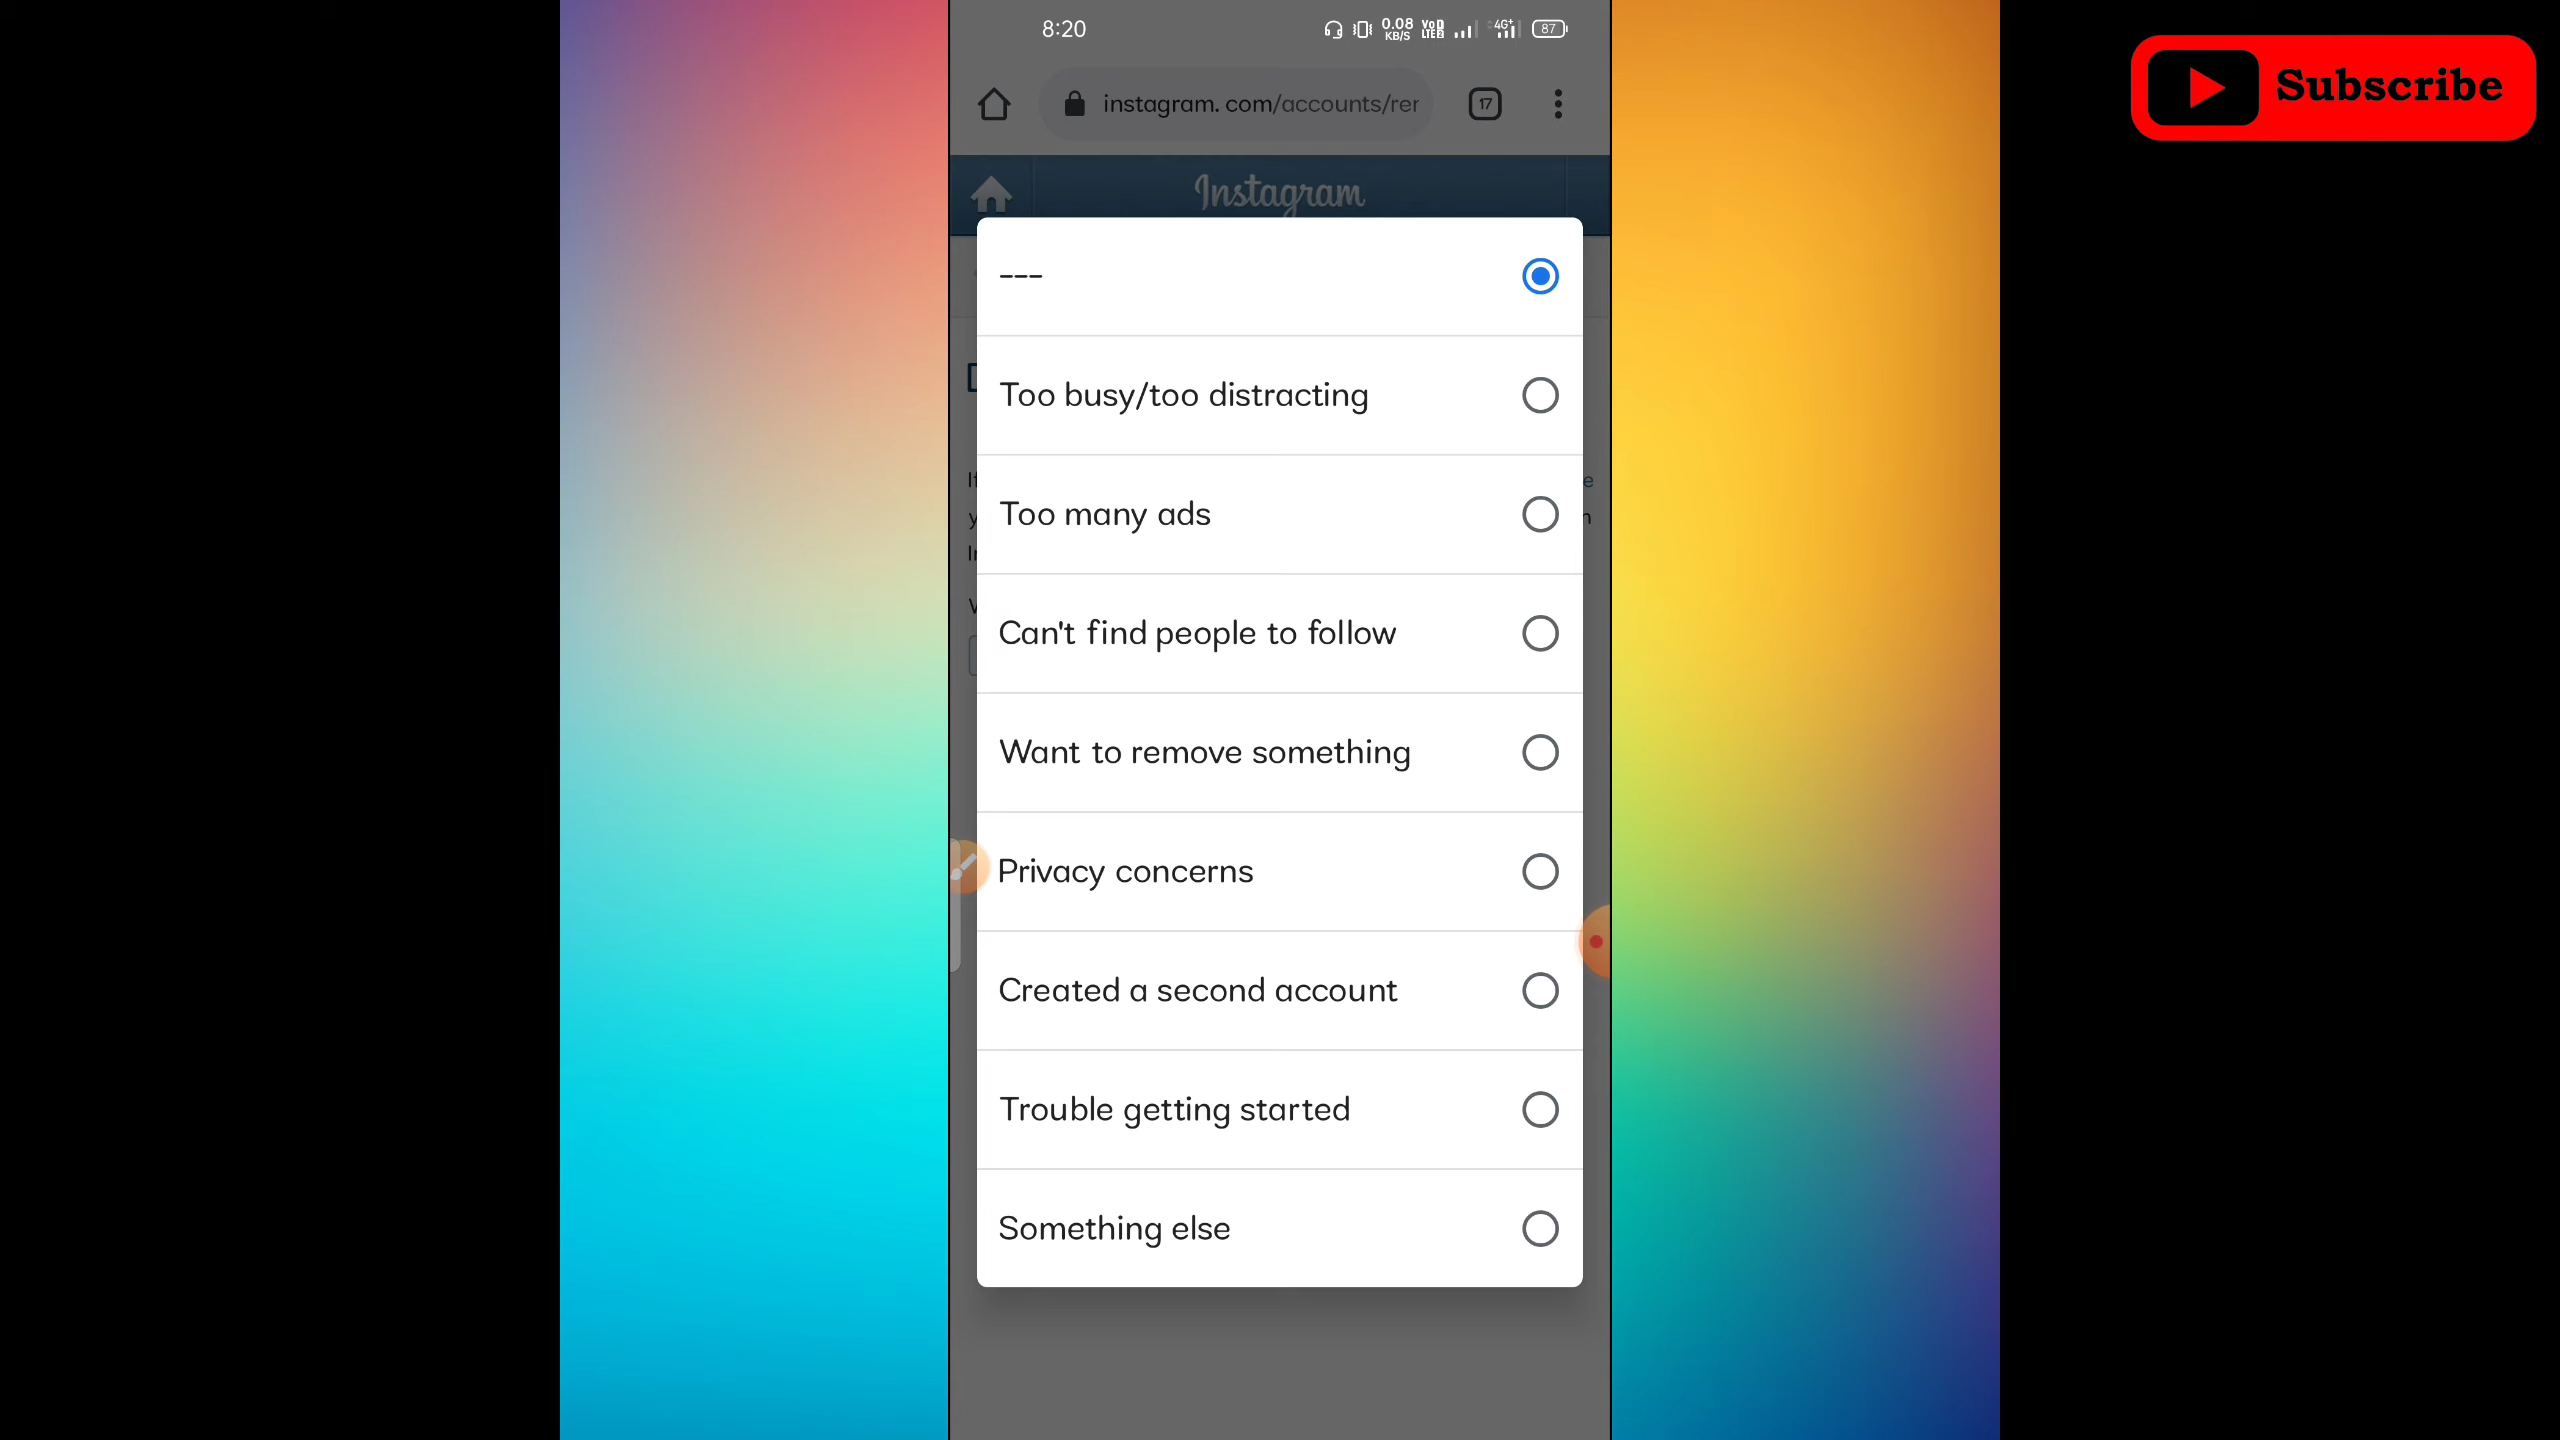 8:20
0.08
KB/S
87
instagram. com/accounts/rer
17
Subscribe
Instagram
---
Too busy/too distracting
Too many ads
Can't find people to follow
Want to remove something
Privacy concerns
Created a second account
Trouble getting started
Something else